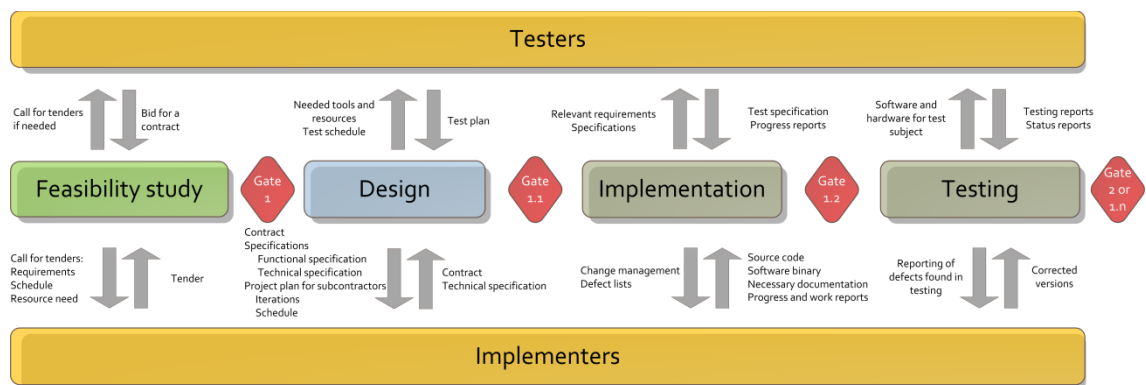 Testers
Call for tenders
if needed
Bid for a
contract
Needed tools and
resources
Test schedule
Test plan
Relevant requirements
Specifications
Test specification
Progress reports
Software and
hardware for test
subject
Testing reports
Status reports
Feasibility study
Gate
1
Design
Gate
1.1
Implementation
Gate
1.2
Testing
Gate
2 or
1.n
Call for tenders:
Requirements
Schedule
Resource need
Tender
Contract
Specifications
Functional specification
Technical specification
Project plan for subcontractors
Iterations
Schedule
Contract
Technical specification
Change management
Defect lists
Source code
Software binary
Necessary documentation
Progress and work reports
Reporting of
defects found in
testing
Corrected
versions
Implementers